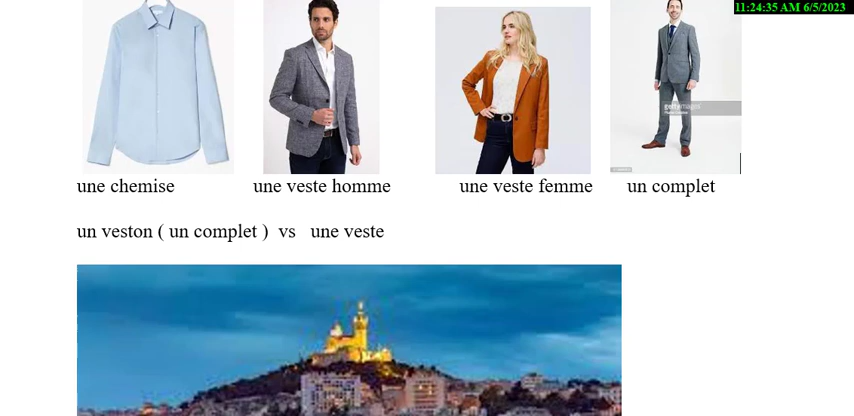 11:24:35 AM 6/5/2023
gettyimages
une chemise une veste homme une veste femme un complet
un veston ( un complet ) vs une veste